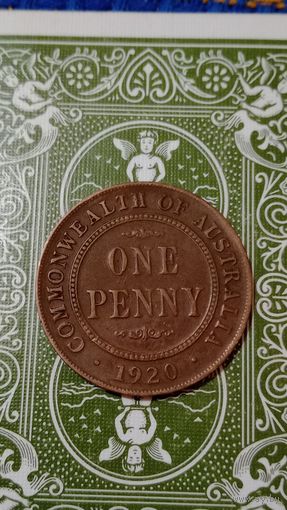 COMMONWEALTH OF AUSTRALIA
ONE
PENNY
1920